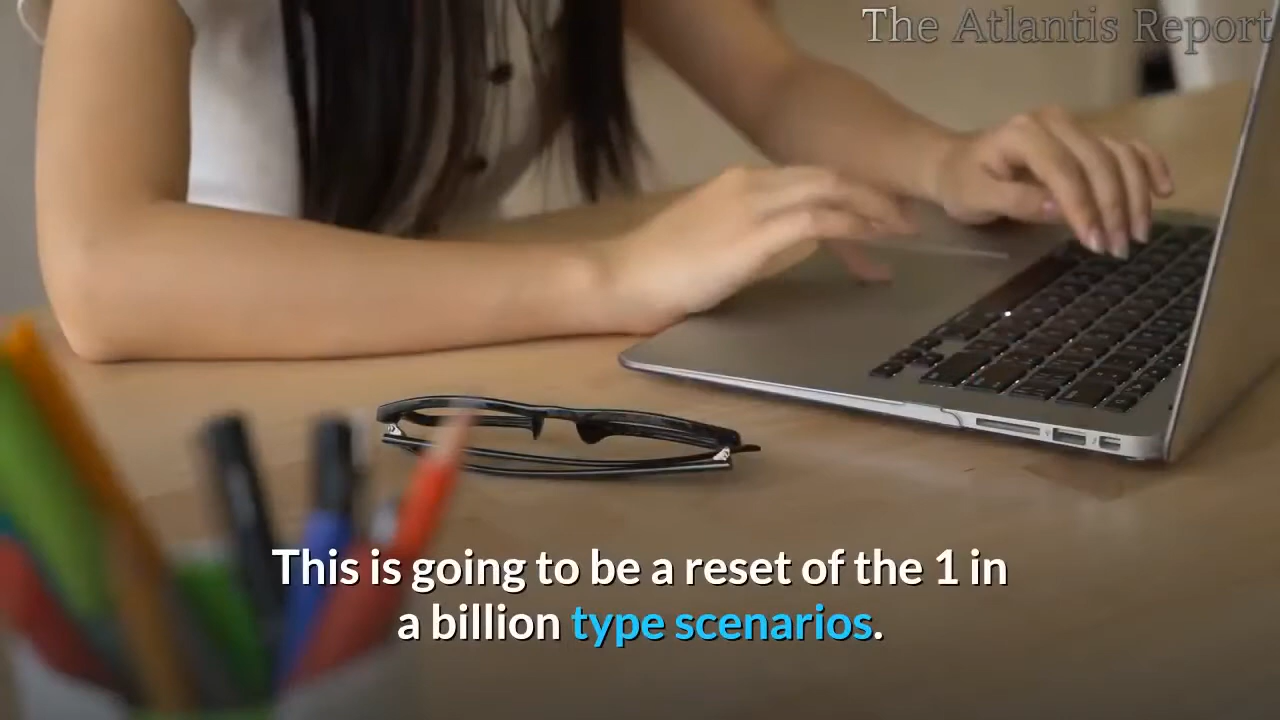 The Atlantis Report
This is going to be a reset of the 1 in
a billion type scenarios.